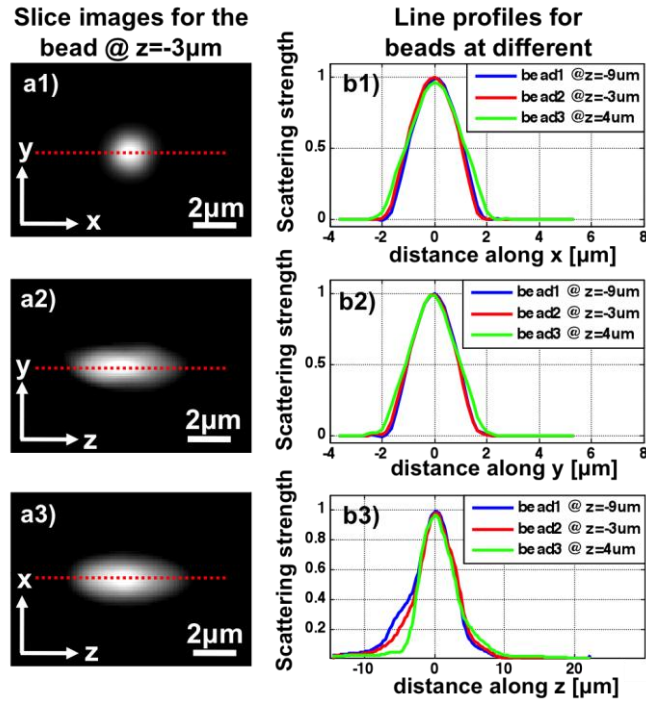 Slice images for the
bead @ z=-3µm
Line profiles for
beads at different
a1)
y
x
2µm
b1)
Scattering strength
1
0.5
0
bead1 @z=-9um
bead2 @z=-3um
bead3 @z=4um
-4 -2 0 2 4 6 8
distance along x [µm]
a2)
y
z
2µm
b2)
Scattering strength
1
0.5
0
bead1 @ z=-9um
bead2 @ z=-3um
bead3 @ z=4um
-4 -2 0 2 4 6 8
distance along y [µm]
a3)
x
z
2µm
b3)
Scattering strength
1
0.8
0.6
0.4
0.2
bead1 @ z=-9um
bead2 @ z=-3um
bead3 @ z=4um
-10 0 10 20
distance along z [µm]